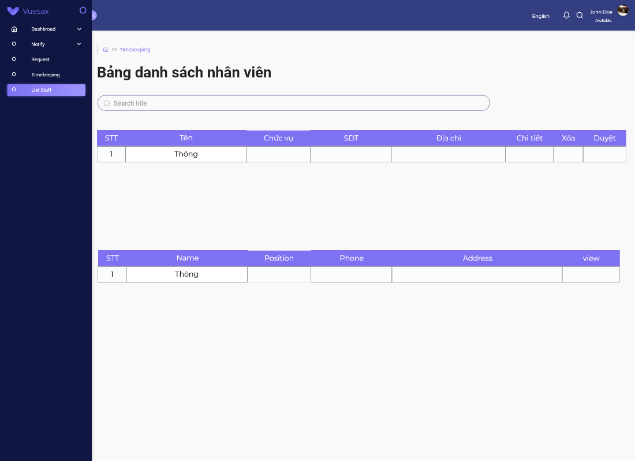 Vuesax
English
John Doe
Available
Dashbroad
Notify
Request
Timekeeping
List Staff
>> Timekeeping
Bảng danh sách nhân viên
Search title
STT Tên Chức vụ SDT Địa chỉ Chi tiết Xóa Duyệt
1 Thông
STT Name Position Phone Address view
1 Thông